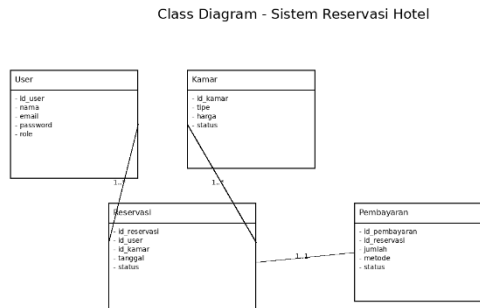 Class Diagram - Sistem Reservasi Hotel
User
- id_user
- nama
- email
- password
- role
Kamar
- id_kamar
- tipe
- harga
- status
1..*
1..*
Reservasi
- id_reservasi
- id_user
- id_kamar
- tanggal
- status
1..1
Pembayaran
- id_pembayaran
- id_reservasi
- jumlah
- metode
- status